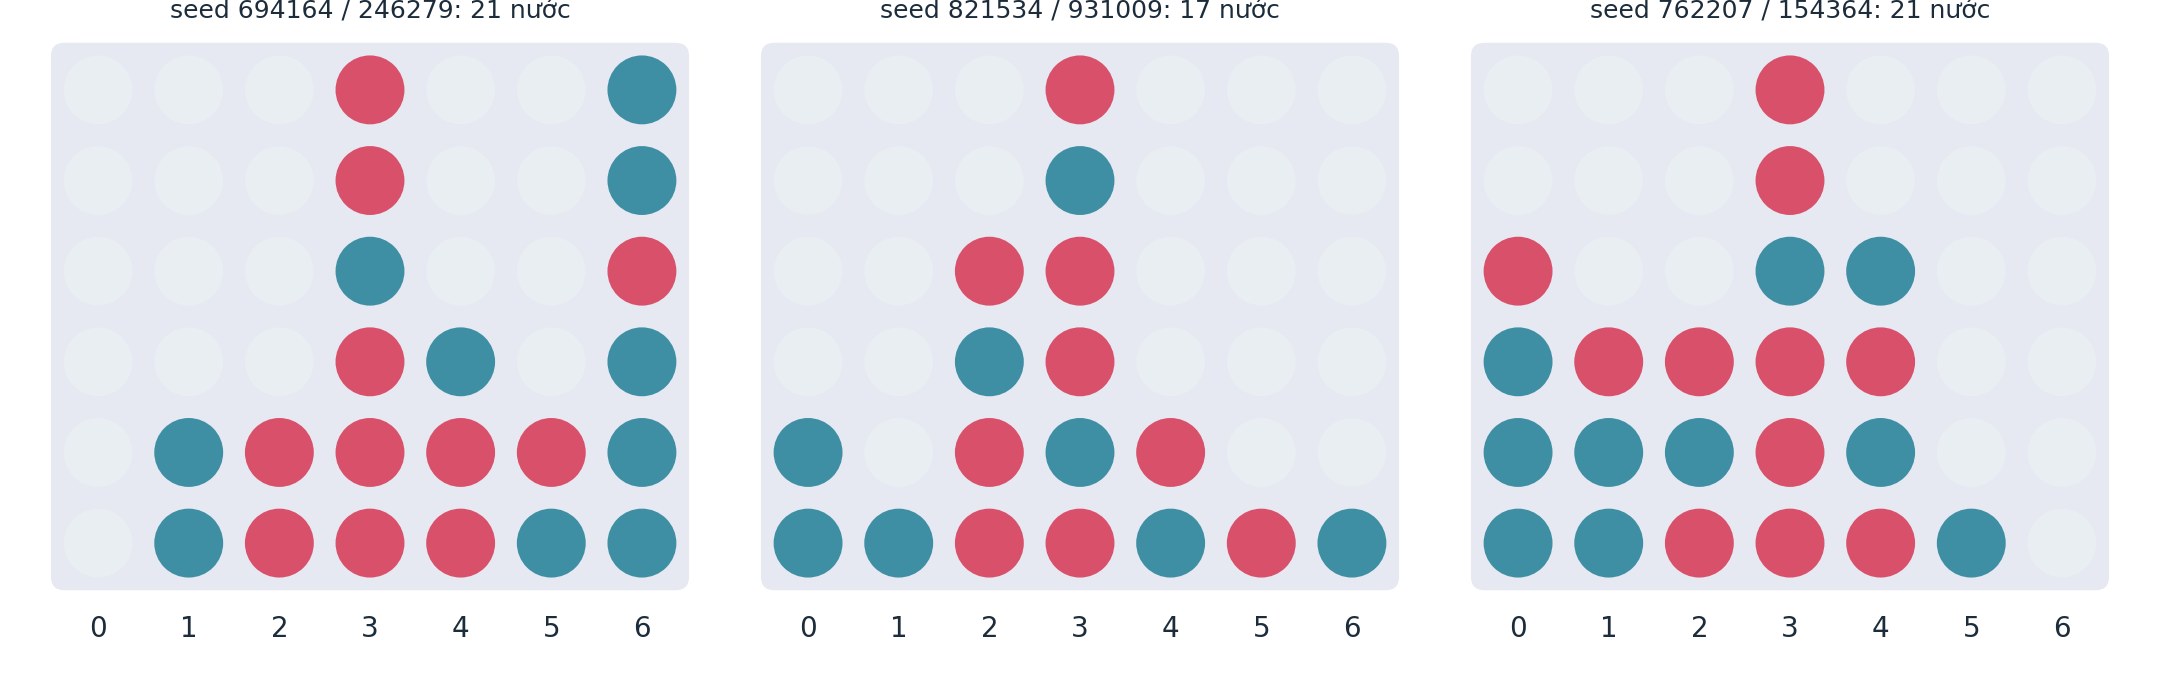 seed 694164 / 246279: 21 nước
seed 821534 / 931009: 17 nước
seed 762207 / 154364: 21 nước
0 1 2 3 4 5 6
0 1 2 3 4 5 6
0 1 2 3 4 5 6